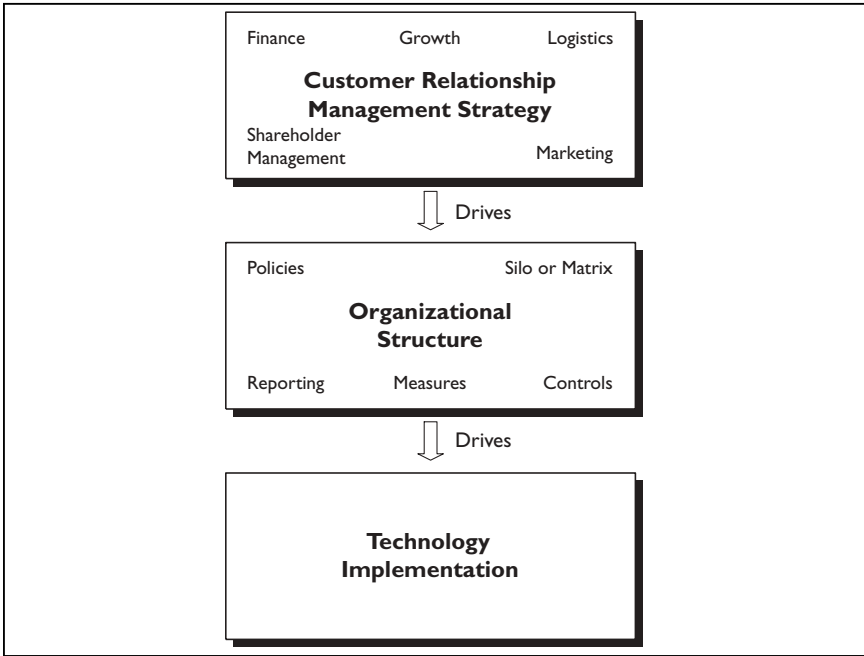 Finance Growth Logistics
Customer Relationship
Management Strategy
Shareholder
Management
Marketing
Drives
Policies Silo or Matrix
Organizational
Structure
Reporting Measures Controls
Drives
Technology
Implementation